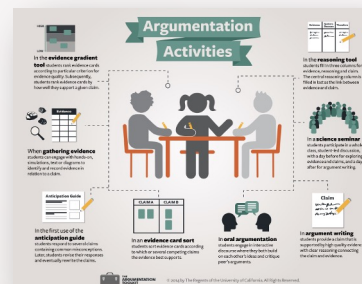 Argumentation
Activities
In the evidence gradient
tool students rank evidence cards
according to particular criterion for
evidence quality. Subsequently,
students rank evidence cards by
how well they support a given claim.
Evidence
When gathering evidence
students can engage with hands-on,
simulations, text or diagrams to
identify and record evidence in
relation to a claim.
Anticipation Guide
In the first use of the
anticipation guide
students respond to several claims
containing common misconceptions.
Later, students revise their responses
and eventually rewrite the claims.
CLAIM A
CLAIM B
In an evidence card sort
students sort evidence cards according
to which of several competing claims
the evidence best supports.
In oral argumentation
students engage in interactive
discourse where they both build
on each other's ideas and critique
peer's arguments.
In the reasoning tool
students fill in three columns for
evidence, reasoning and claim.
The central reasoning column is
filled in last as the link between
evidence and claim.
In a science seminar
students participate in a whole-
class, student-led discussion,
with a day before for exploring
evidence and claims, and a day
after for argument writing.
Claim
In argument writing
students provide a claim that is
supported by high quality evidence
with clear reasoning connecting
the claim and evidence.
THE
ARGUMENTATION
TOOLKIT
© 2014 by The Regents of the University of California. All Rights Reserved.